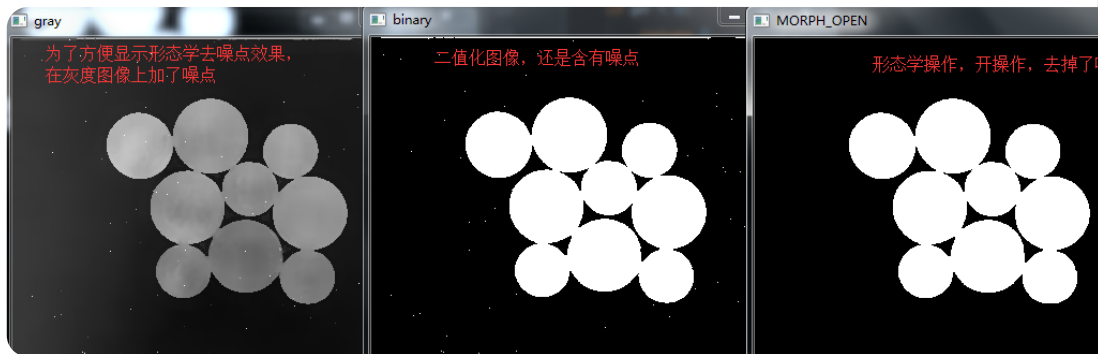 gray
为了方便显示形态学去噪点效果,
在灰度图像上加了噪点
binary
二值化图像，还是含有噪点
MORPH_OPEN
形态学操作，开操作，去掉了